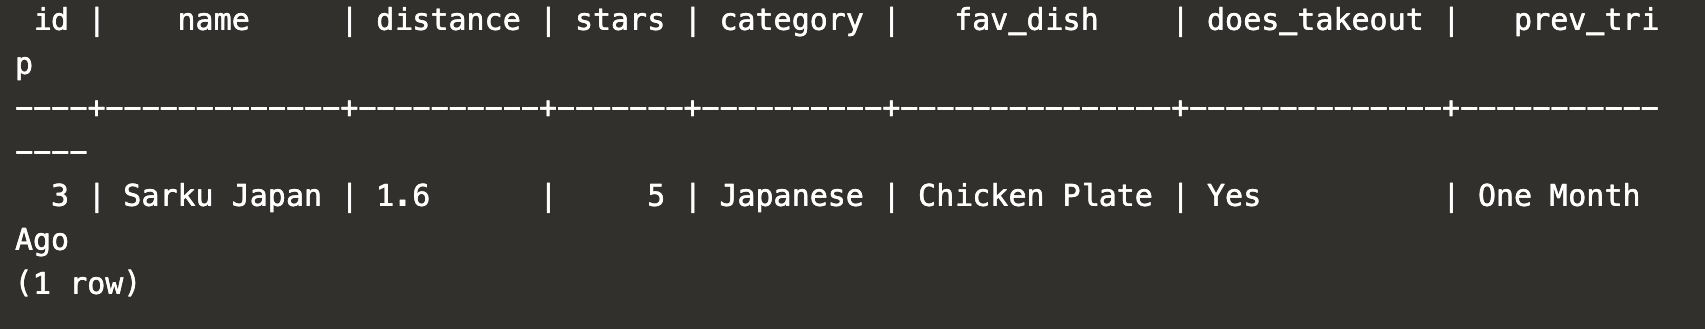 id |    name     | distance | stars | category |   fav_dish    | does_takeout |   prev_tri
p
----+-------------+----------+-------+----------+---------------+--------------+-----------
----
  3 | Sarku Japan | 1.6      |     5 | Japanese | Chicken Plate | Yes          | One Month
Ago
(1 row)